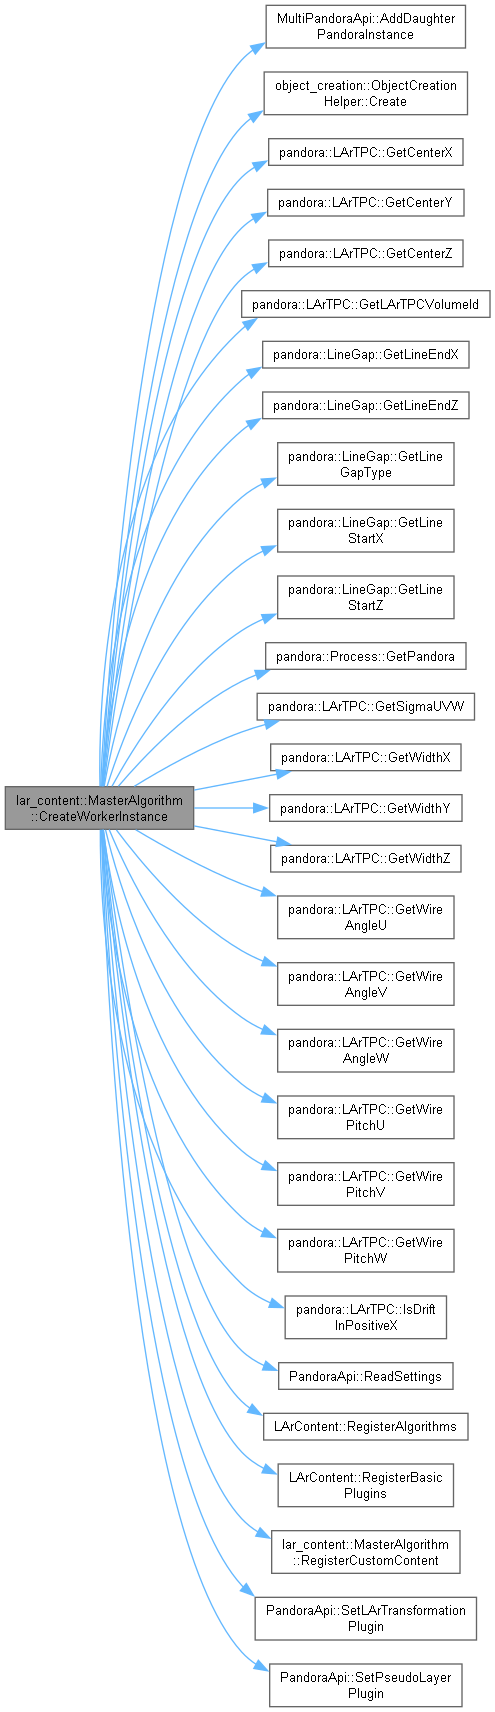 MultiPandoraApi::AddDaughter
PandoraInstance
object_creation::ObjectCreation
Helper::Create
pandora::LArTPC::GetCenterX
pandora::LArTPC::GetCenterY
pandora::LArTPC::GetCenterZ
pandora::LArTPC::GetLArTPCVolumeId
pandora::LineGap::GetLineEndX
pandora::LineGap::GetLineEndZ
pandora::LineGap::GetLine
GapType
pandora::LineGap::GetLine
StartX
pandora::LineGap::GetLine
StartZ
pandora::Process::GetPandora
pandora::LArTPC::GetSigmaUVW
pandora::LArTPC::GetWidthX
lar_content::MasterAlgorithm
::CreateWorkerInstance
pandora::LArTPC::GetWidthY
pandora::LArTPC::GetWidthZ
pandora::LArTPC::GetWire
AngleU
pandora::LArTPC::GetWire
AngleV
pandora::LArTPC::GetWire
AngleW
pandora::LArTPC::GetWire
PitchU
pandora::LArTPC::GetWire
PitchV
pandora::LArTPC::GetWire
PitchW
pandora::LArTPC::IsDrift
InPositiveX
PandoraApi::ReadSettings
LArContent::RegisterAlgorithms
LArContent::RegisterBasic
Plugins
lar_content::MasterAlgorithm
::RegisterCustomContent
PandoraApi::SetLArTransformation
Plugin
PandoraApi::SetPseudoLayer
Plugin